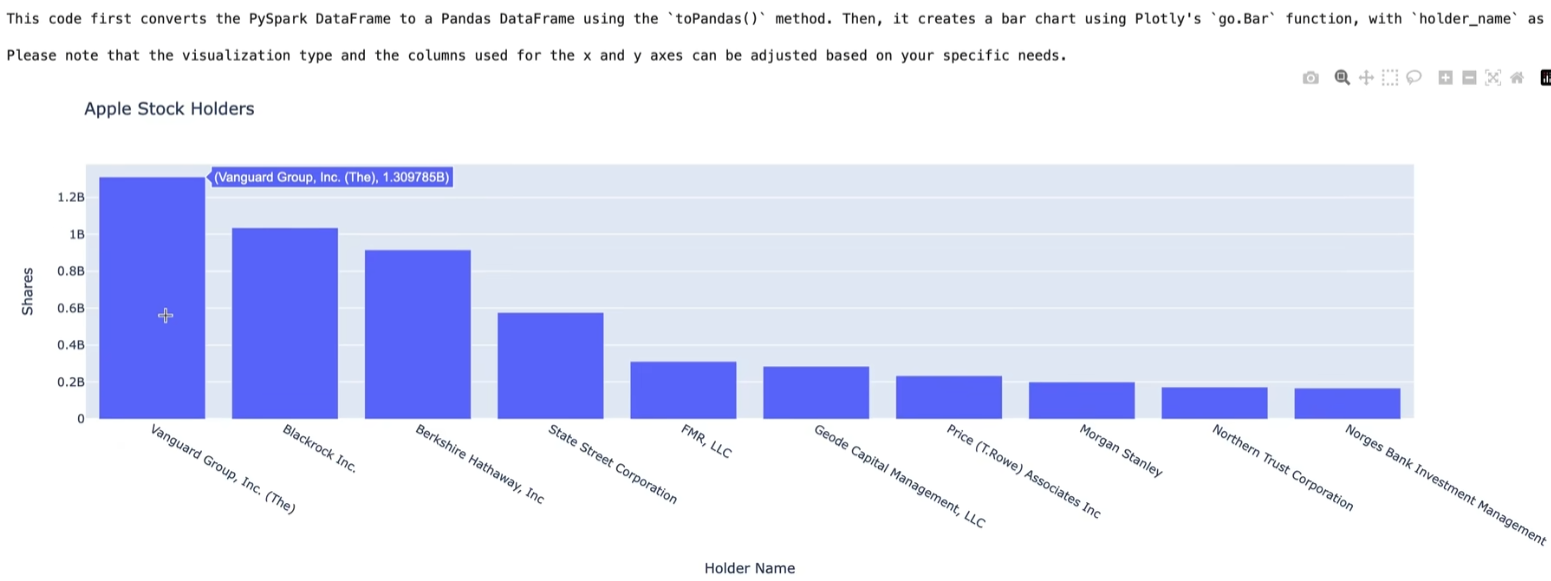 This code first converts the PySpark DataFrame to a Pandas DataFrame using the `toPandas()` method. Then, it creates a bar chart using Plotly's `go.Bar` function, with `holder_name` as
Please note that the visualization type and the columns used for the x and y axes can be adjusted based on your specific needs.
Apple Stock Holders
(Vanguard Group, Inc. (The), 1.309785B)
1.2B
1B
0.8B
0.6B
0.4B
0.2B
0
Shares
Vanguard Group, Inc. (The)
Blackrock Inc.
Berkshire Hathaway, Inc
State Street Corporation
FMR, LLC
Geode Capital Management, LLC
Price (T.Rowe) Associates Inc
Morgan Stanley
Northern Trust Corporation
Norges Bank Investment Management
Holder Name